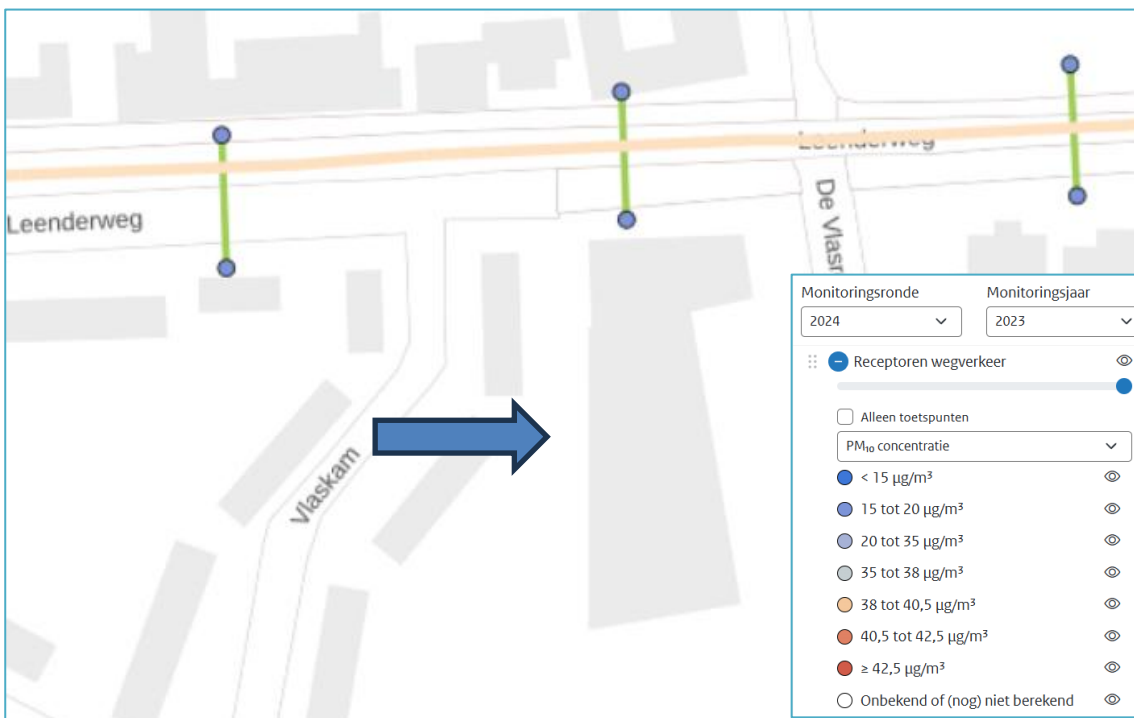 Leenderweg
Leenderweg
De Vlasr
Vlaskam
Monitoringsronde
Monitoringsjaar
2024
2023
Receptoren wegverkeer
Alleen toetspunten
PM₁₀ concentratie
< 15 µg/m³
15 tot 20 µg/m³
20 tot 35 µg/m³
35 tot 38 µg/m³
38 tot 40,5 µg/m³
40,5 tot 42,5 µg/m³
≥ 42,5 µg/m³
Onbekend of (nog) niet berekend